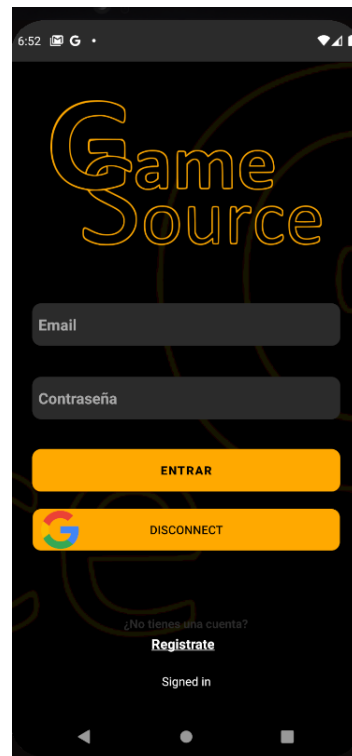 6:52
Game
Source
Email
Contraseña
ENTRAR
DISCONNECT
¿No tienes una cuenta?
Registrate
Signed in